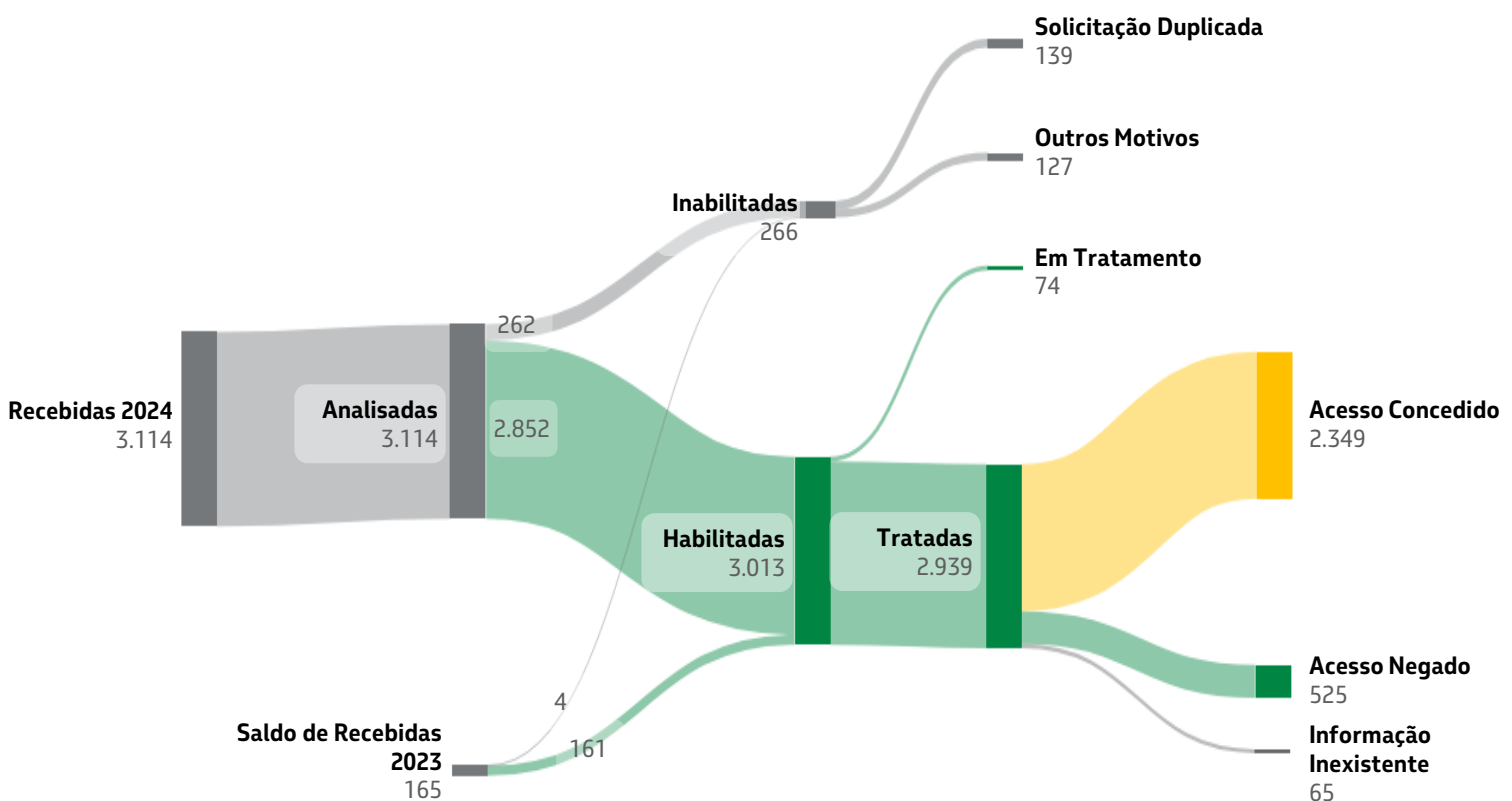 Solicitação Duplicada
139
Outros Motivos
127
Inabilitadas
266
Em Tratamento
74
262
Recebidas 2024
3.114
Analisadas
3.114
2.852
Acesso Concedido
2.349
Habilitadas
3.013
Tratadas
2.939
Acesso Negado
525
4
161
Saldo de Recebidas
2023
165
Informação
Inexistente
65